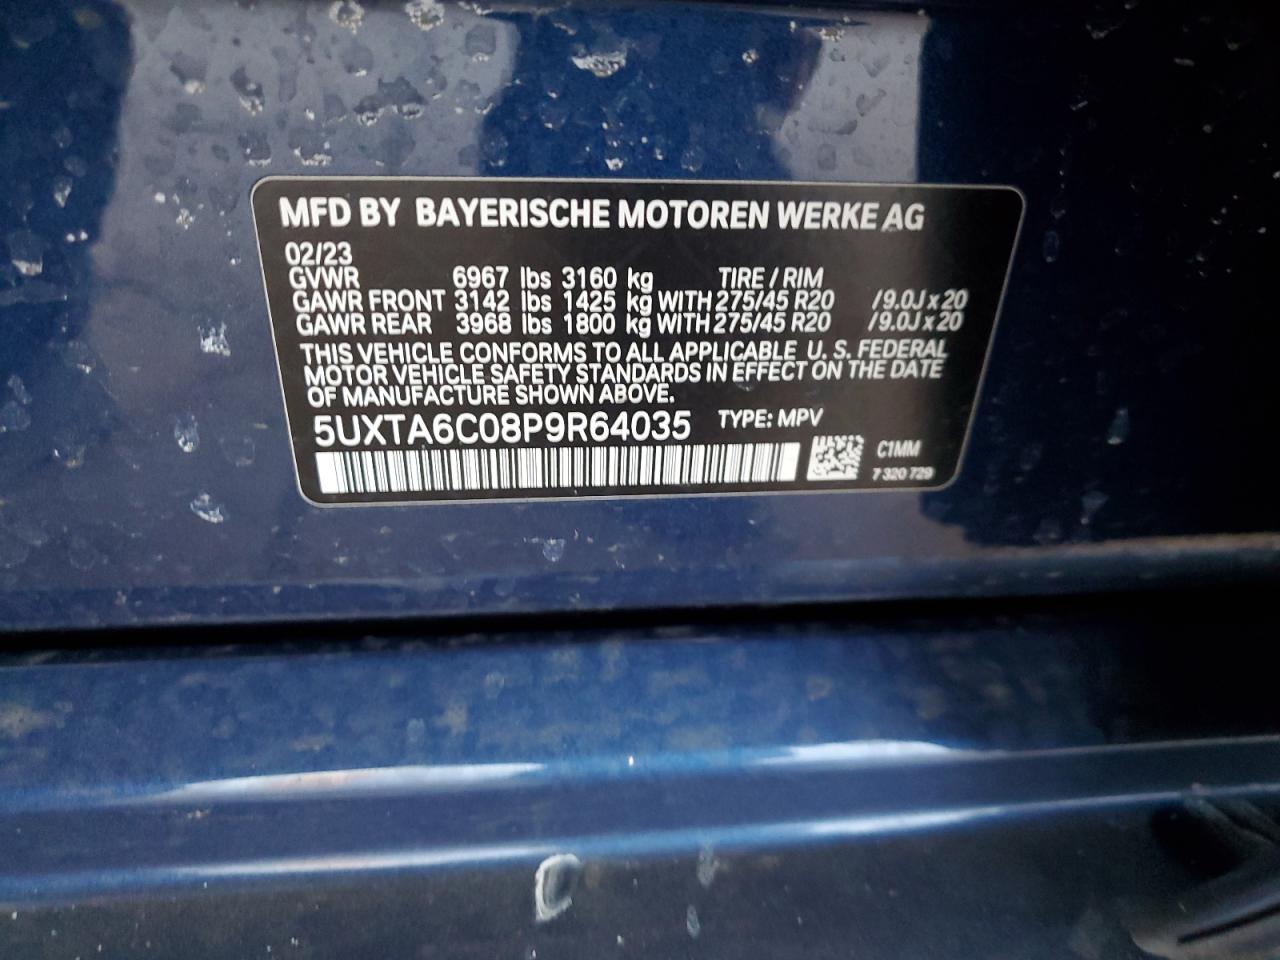 MFD BY BAYERISCHE MOTOREN WERKE AG
02/23
GVWR 6967 lbs 3160 kg TIRE / RIM
GAWR FRONT 3142 lbs 1425 kg WITH 275/45 R20 /9.0J x 20
GAWR REAR 3968 lbs 1800 kg WITH 275/45 R20 /9.0J x 20
THIS VEHICLE CONFORMS TO ALL APPLICABLE U. S. FEDERAL
MOTOR VEHICLE SAFETY STANDARDS IN EFFECT ON THE DATE
OF MANUFACTURE SHOWN ABOVE.
5UXTA6C08P9R64035 TYPE: MPV
C1MM
7 320 729